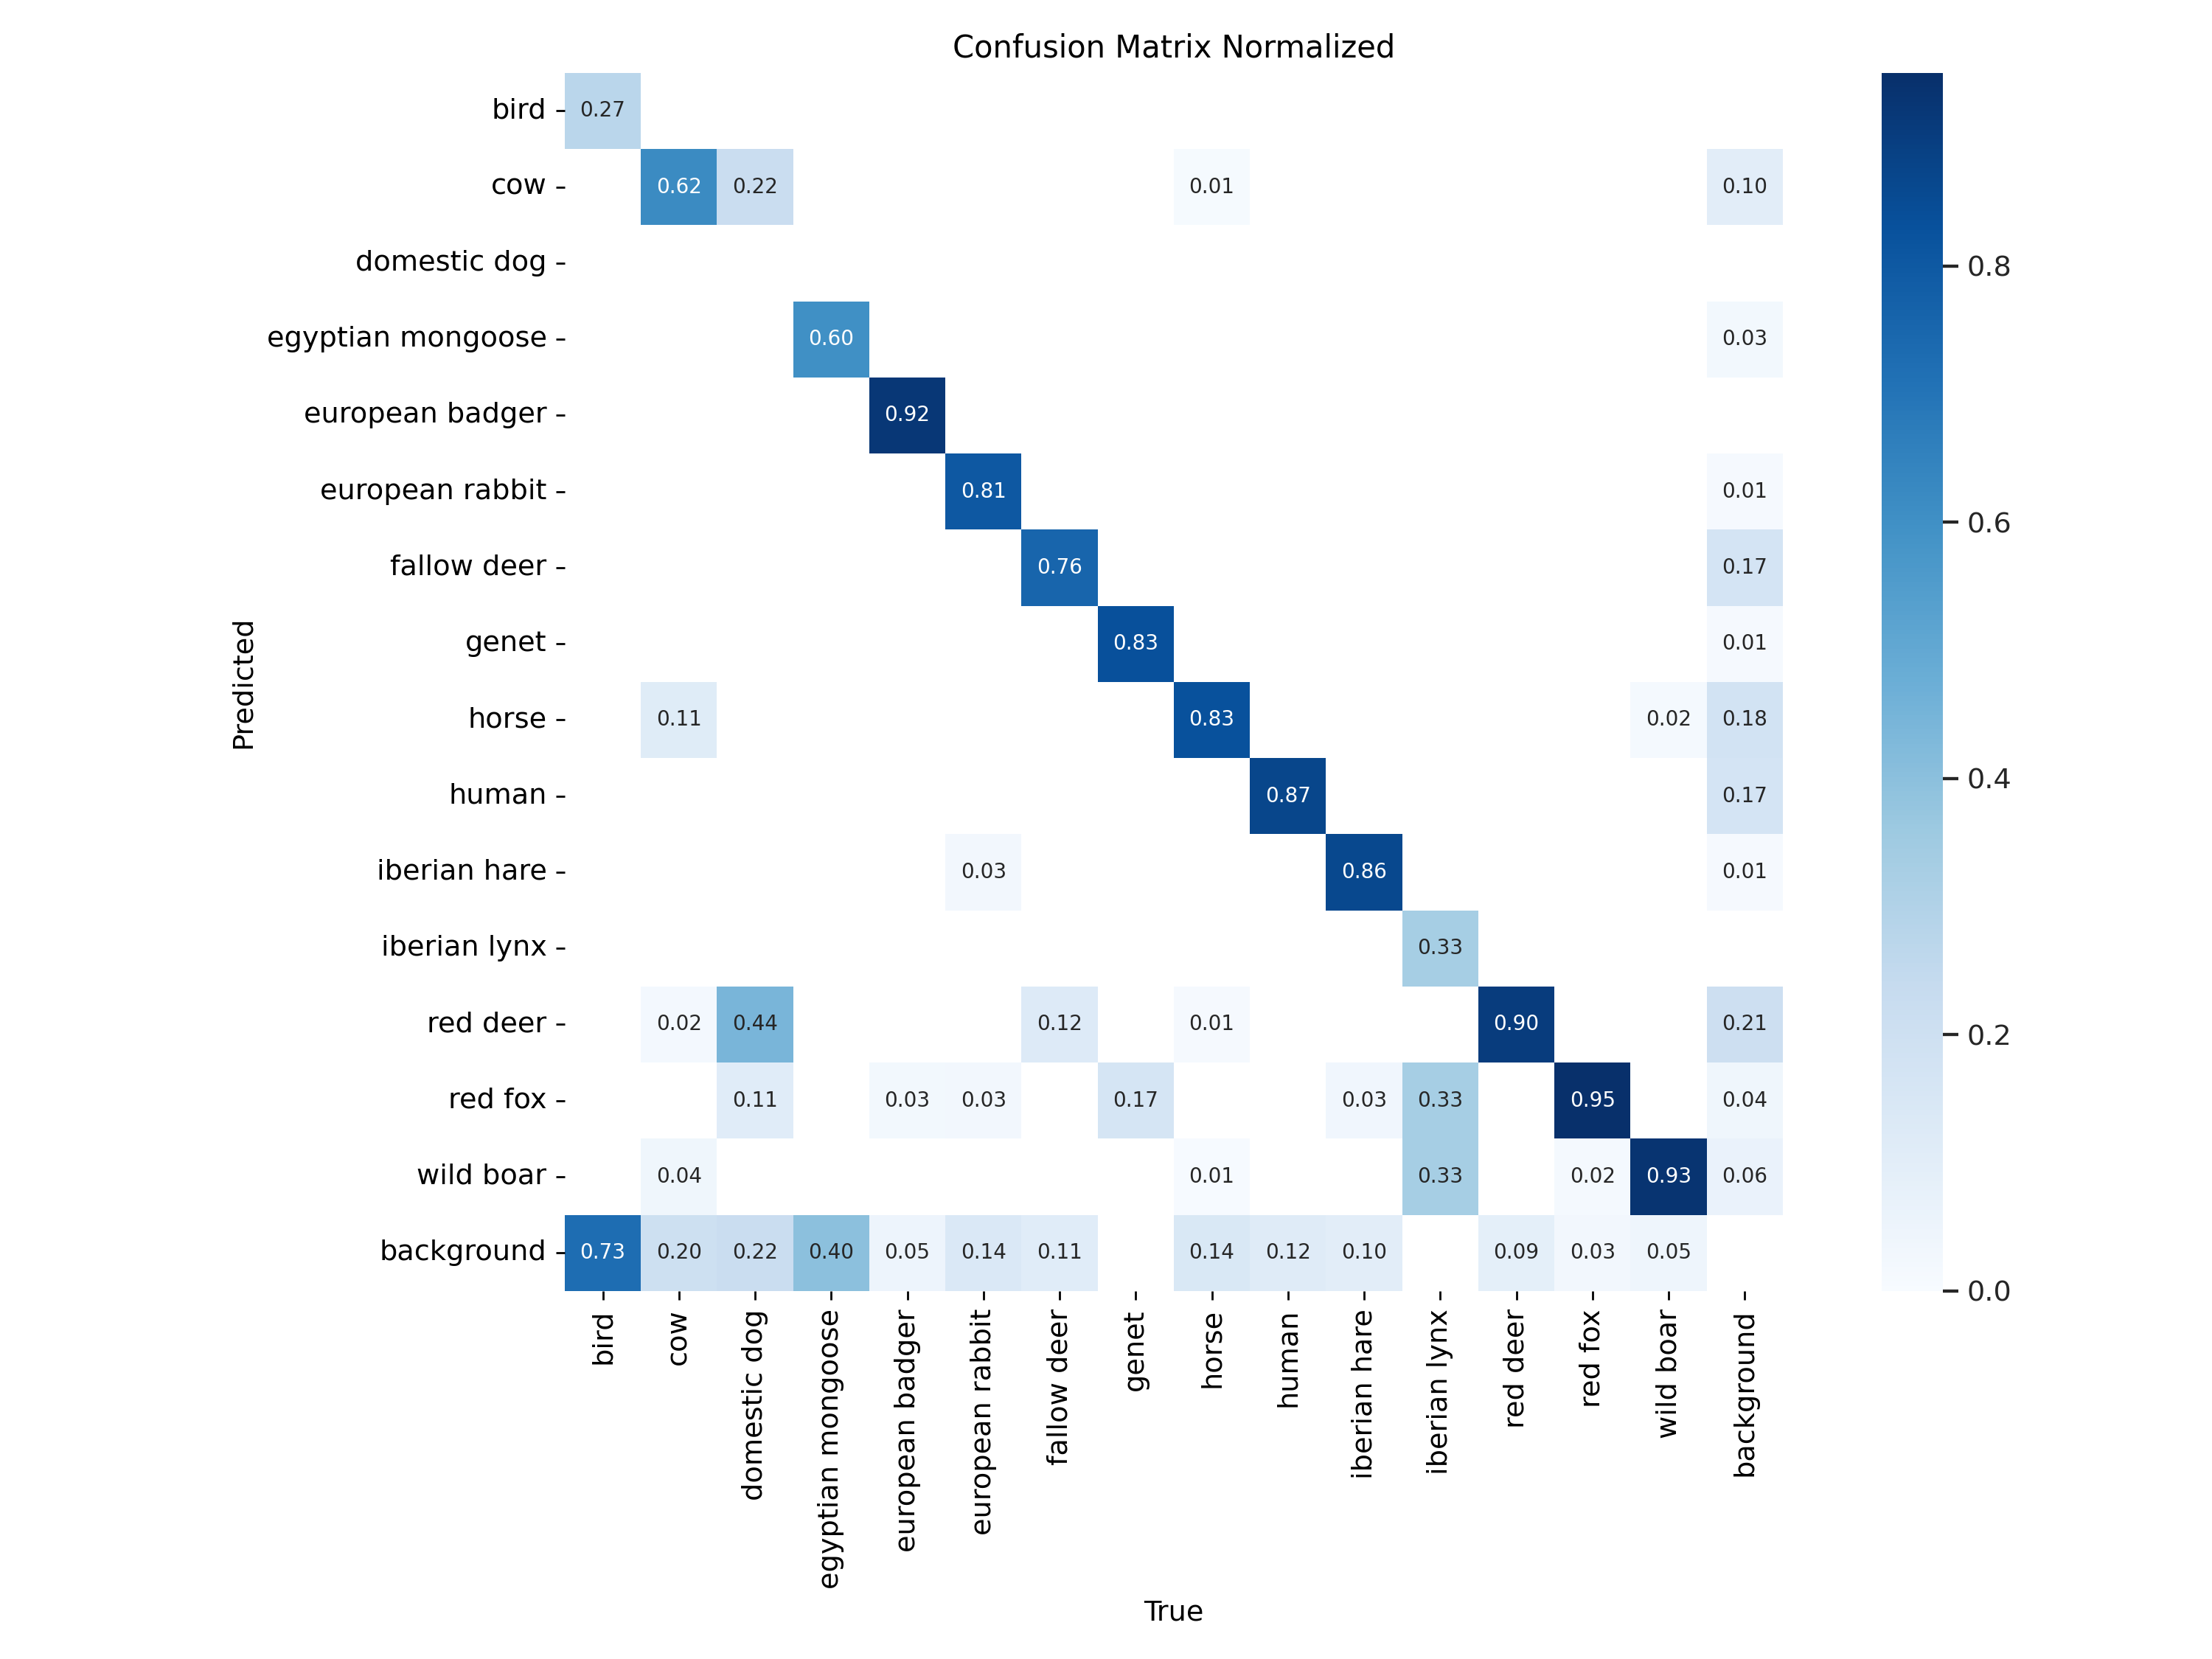 Confusion Matrix Normalized
bird 0.27
cow 0.62 0.22 0.01 0.10
domestic dog
egyptian mongoose 0.60 0.03
european badger 0.92
european rabbit 0.81 0.01
fallow deer 0.76 0.17
genet 0.83 0.01
horse 0.11 0.83 0.02 0.18
human 0.87 0.17
iberian hare 0.03 0.86 0.01
iberian lynx 0.33
red deer 0.02 0.44 0.12 0.01 0.90 0.21
red fox 0.11 0.03 0.03 0.17 0.03 0.33 0.95 0.04
wild boar 0.04 0.01 0.33 0.02 0.93 0.06
background 0.73 0.20 0.22 0.40 0.05 0.14 0.11 0.14 0.12 0.10 0.09 0.03 0.05
Predicted
bird
cow
domestic dog
egyptian mongoose
european badger
european rabbit
fallow deer
genet
horse
human
iberian hare
iberian lynx
red deer
red fox
wild boar
background
True
0.8
0.6
0.4
0.2
0.0